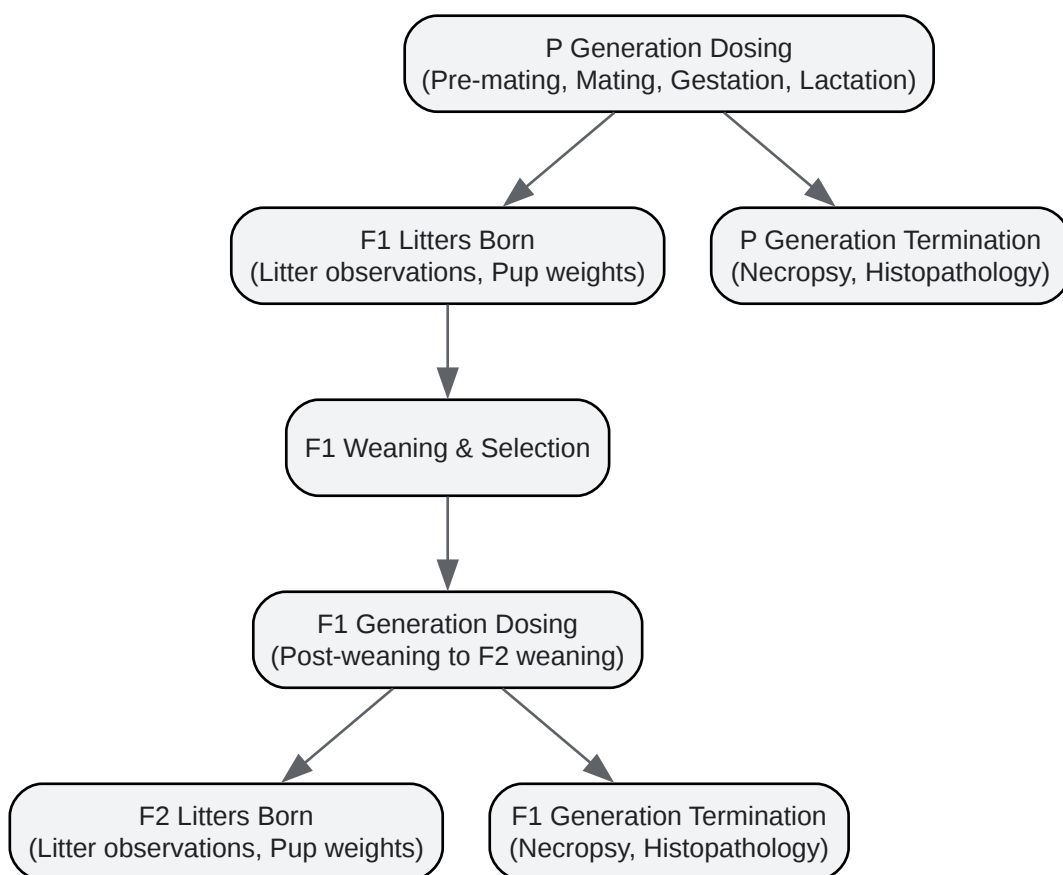 P Generation Dosing
(Pre-mating, Mating, Gestation, Lactation)
F1 Litters Born
(Litter observations, Pup weights)
P Generation Termination
(Necropsy, Histopathology)
F1 Weaning & Selection
F1 Generation Dosing
(Post-weaning to F2 weaning)
F2 Litters Born
(Litter observations, Pup weights)
F1 Generation Termination
(Necropsy, Histopathology)